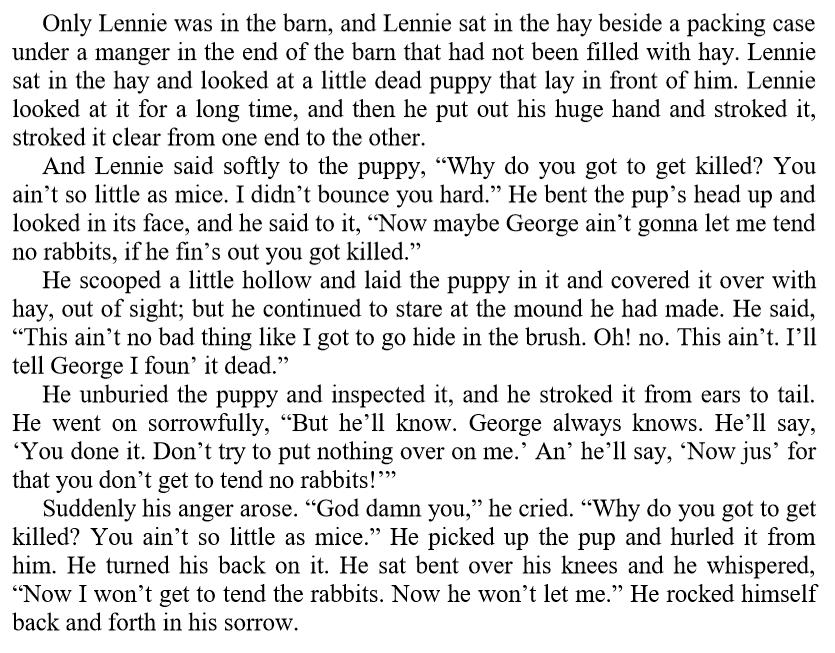 Only Lennie was in the barn, and Lennie sat in the hay beside a packing case
under a manger in the end of the barn that had not been filled with hay. Lennie
sat in the hay and looked at a little dead puppy that lay in front of him. Lennie
looked at it for a long time, and then he put out his huge hand and stroked it,
stroked it clear from one end to the other.
And Lennie said softly to the puppy, “Why do you got to get killed? You
ain’t so little as mice. I didn’t bounce you hard.” He bent the pup’s head up and
looked in its face, and he said to it, “Now maybe George ain’t gonna let me tend
no rabbits, if he fin’s out you got killed.”
He scooped a little hollow and laid the puppy in it and covered it over with
hay, out of sight; but he continued to stare at the mound he had made. He said,
“This ain’t no bad thing like I got to go hide in the brush. Oh! no. This ain’t. I’ll
tell George I foun’ it dead.”
He unburied the puppy and inspected it, and he stroked it from ears to tail.
He went on sorrowfully, “But he’ll know. George always knows. He’ll say,
‘You done it. Don’t try to put nothing over on me.’ An’ he’ll say, ‘Now jus’ for
that you don’t get to tend no rabbits!’”
Suddenly his anger arose. “God damn you,” he cried. “Why do you got to get
killed? You ain’t so little as mice.” He picked up the pup and hurled it from
him. He turned his back on it. He sat bent over his knees and he whispered,
“Now I won’t get to tend the rabbits. Now he won’t let me.” He rocked himself
back and forth in his sorrow.